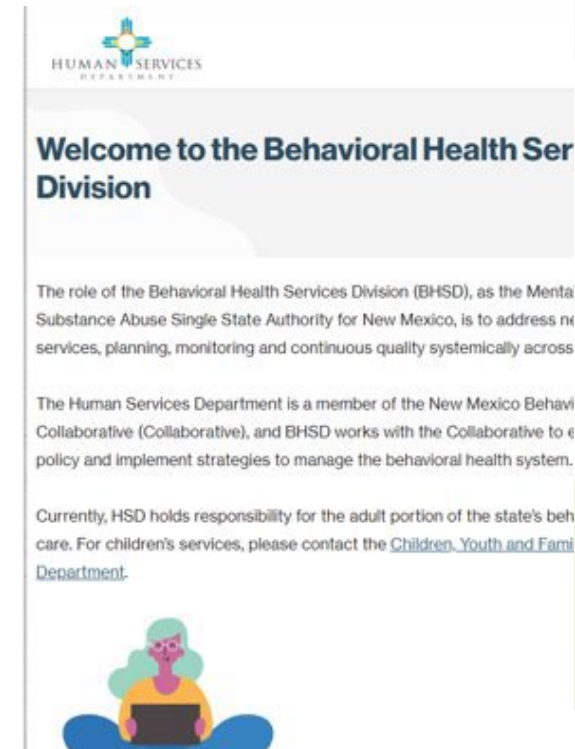 HUMAN SERVICES
DEPARTMENT
Welcome to the Behavioral Health Ser
Division
The role of the Behavioral Health Services Division (BHSD), as the Menta
Substance Abuse Single State Authority for New Mexico, is to address ne
services, planning, monitoring and continuous quality systemically across
The Human Services Department is a member of the New Mexico Behavi
Collaborative (Collaborative), and BHSD works with the Collaborative to e
policy and implement strategies to manage the behavioral health system.
Currently, HSD holds responsibility for the adult portion of the state's beh
care. For children's services, please contact the Children, Youth and Fami
Department.